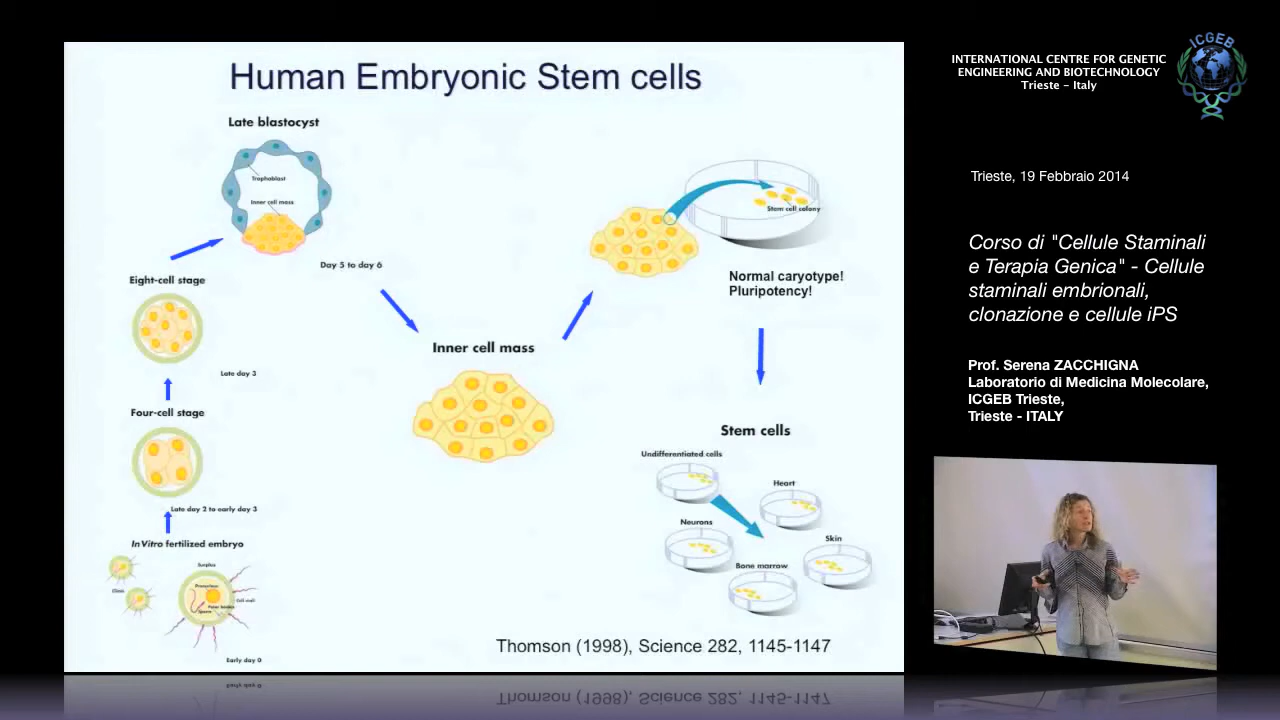 Human Embryonic Stem cells
Late blastocyst
Trophoblast
Inner cell mass
Day 5 to day 6
Eight-cell stage
Late day 3
Four-cell stage
Late day 2 to early day 3
In Vitro fertilized embryo
Early day 0
Inner cell mass
Stem cell colony
Normal caryotype!
Pluripotency!
Stem cells
Undifferentiated cells
Heart
Neurons
Skin
Bone marrow
Thomson (1998), Science 282, 1145-1147
INTERNATIONAL CENTRE FOR GENETIC
ENGINEERING AND BIOTECHNOLOGY
Trieste - Italy
ICGEB
Trieste, 19 Febbraio 2014
Corso di "Cellule Staminali
e Terapia Genica" - Cellule
staminali embrionali,
clonazione e cellule iPS
Prof. Serena ZACCHIGNA
Laboratorio di Medicina Molecolare,
ICGEB Trieste,
Trieste - ITALY